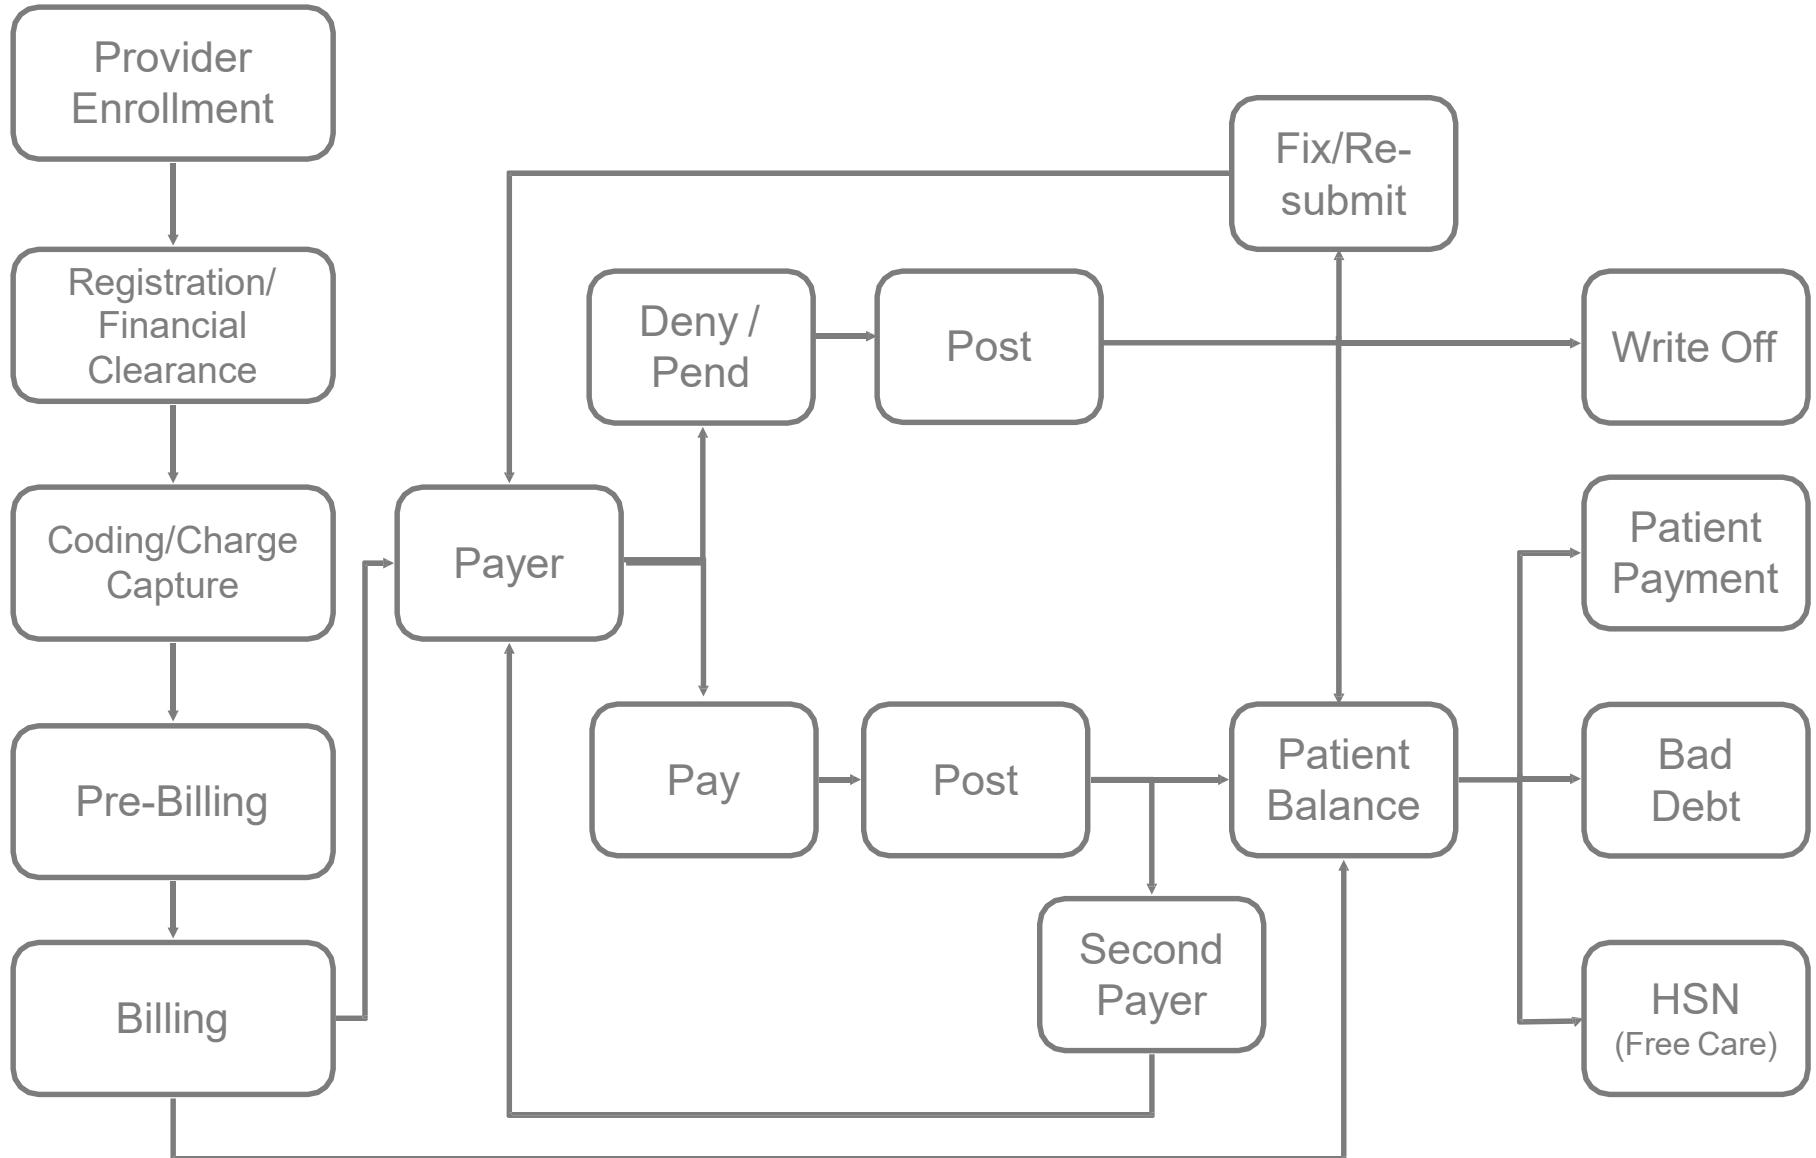 Provider
Enrollment
Registration/
Financial
Clearance
Coding/Charge
Capture
Pre-Billing
Billing
Payer
Deny /
Pend
Post
Fix/Re-
submit
Write Off
Pay
Post
Second
Payer
Patient
Balance
Patient
Payment
Bad
Debt
HSN
(Free Care)